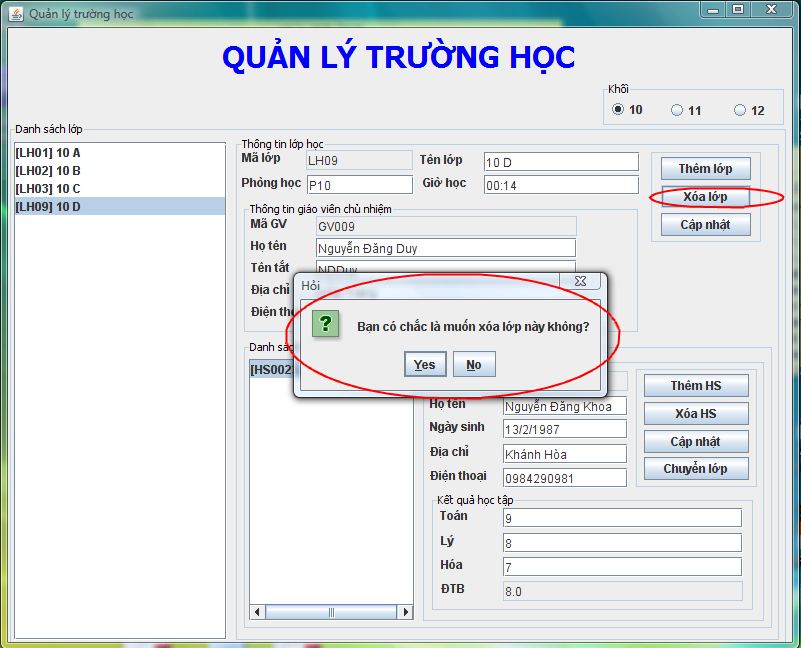 Quản lý trường học
QUẢN LÝ TRƯỜNG HỌC
Khối
10 11 12
Danh sách lớp
[LH01] 10 A
[LH02] 10 B
[LH03] 10 C
[LH09] 10 D
Thông tin lớp học
Mã lớp LH09 Tên lớp 10 D
Phòng học P10 Giờ học 00:14
Thêm lớp
Xóa lớp
Cập nhật
Thông tin giáo viên chủ nhiệm
Mã GV GV009
Họ tên Nguyễn Đăng Duy
Tên tắt NDDuy
Địa chỉ
Điện
Hỏi
? Bạn có chắc là muốn xóa lớp này không?
Yes No
Danh
[HS002
Họ tên Nguyễn Đăng Khoa
Ngày sinh 13/2/1987
Địa chỉ Khánh Hòa
Điện thoại 0984290981
Thêm HS
Xóa HS
Cập nhật
Chuyển lớp
Kết quả học tập
Toán 9
Lý 8
Hóa 7
ĐTB 8.0